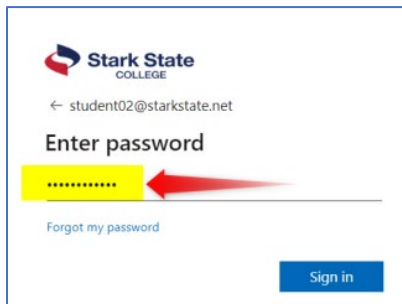 Stark State
COLLEGE
← student02@starkstate.net
Enter password
••••••••••••
Forgot my password
Sign in